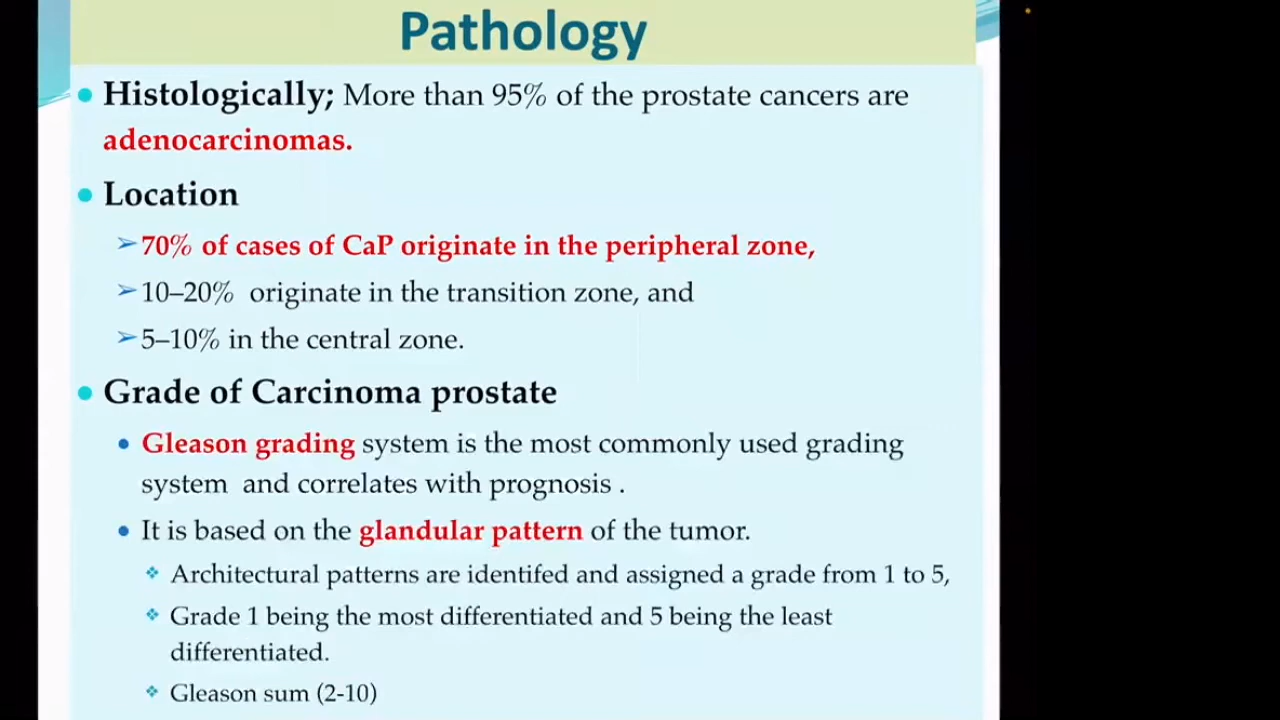 Pathology
Histologically; More than 95% of the prostate cancers are
adenocarcinomas.
Location
70% of cases of CaP originate in the peripheral zone,
10–20% originate in the transition zone, and
5–10% in the central zone.
Grade of Carcinoma prostate
Gleason grading system is the most commonly used grading
system and correlates with prognosis .
It is based on the glandular pattern of the tumor.
Architectural patterns are identifed and assigned a grade from 1 to 5,
Grade 1 being the most differentiated and 5 being the least
differentiated.
Gleason sum (2-10)